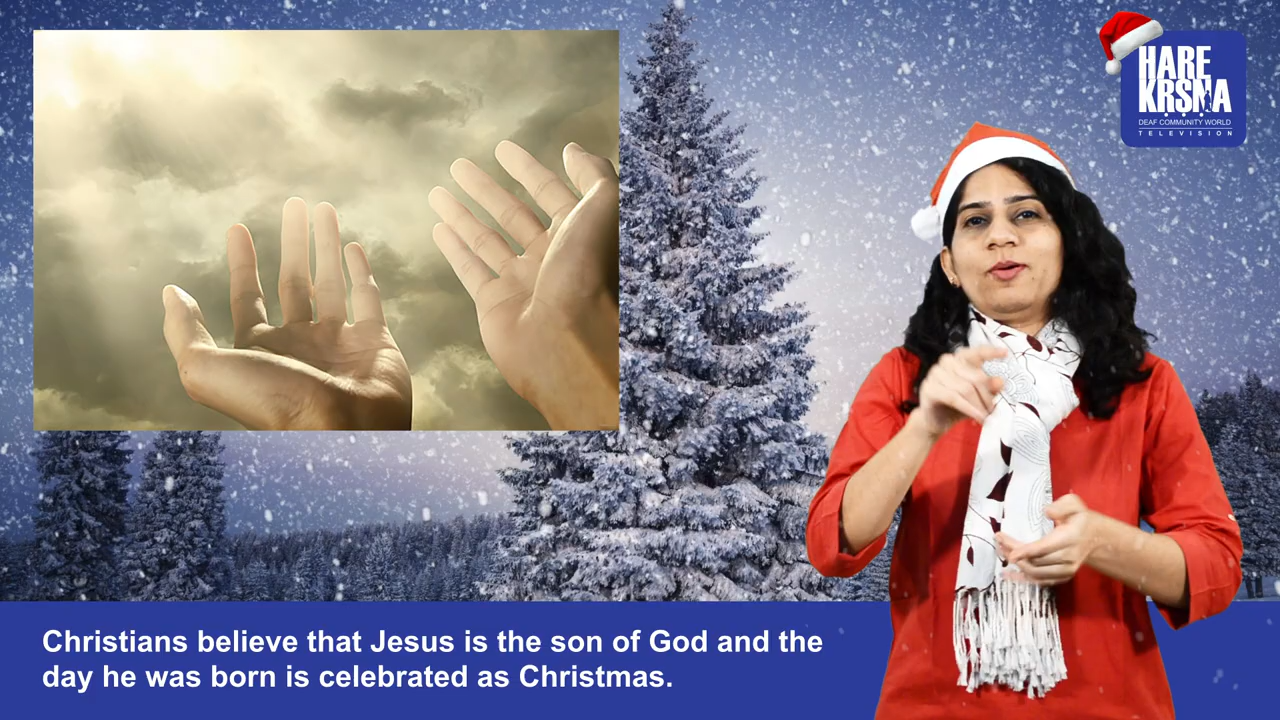 HARE
KRSNA
DEAF COMMUNITY WORLD
TELEVISION
Christians believe that Jesus is the son of God and the
day he was born is celebrated as Christmas.